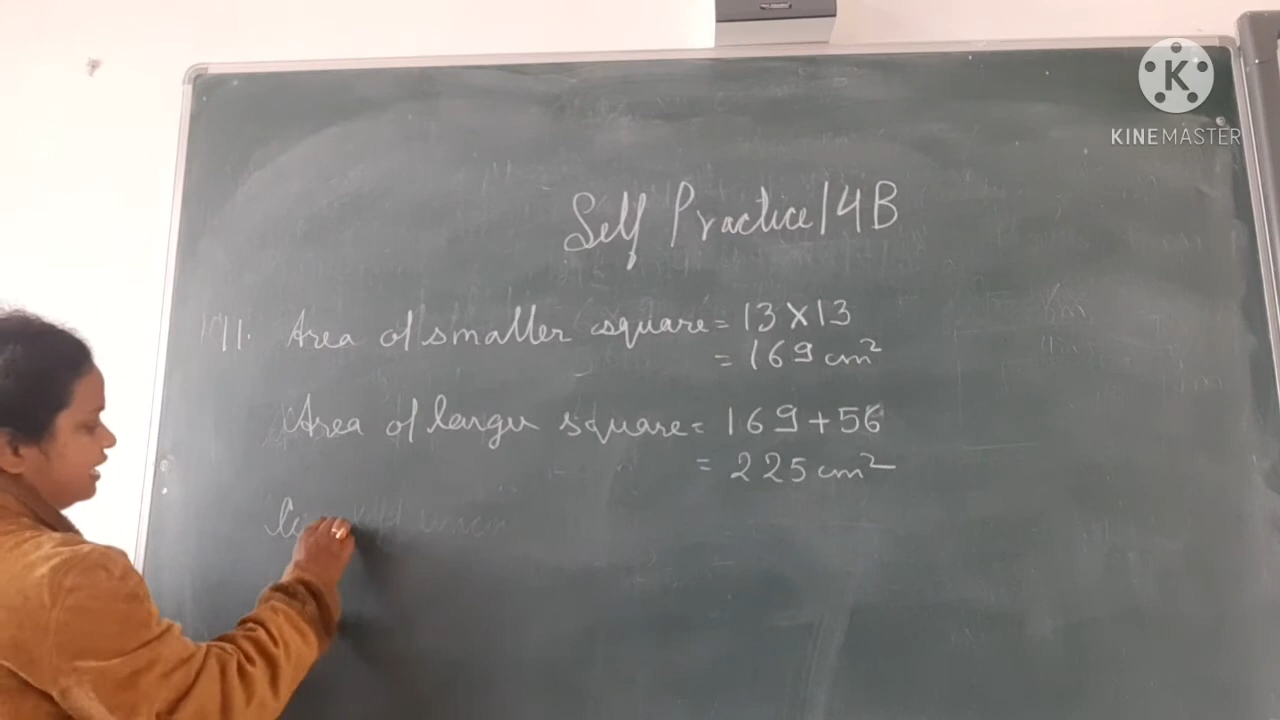 KINEMASTER
Self Practice 14B
11. Area of smaller square = 13 × 13
= 169 cm²
Area of larger square = 169 + 56
= 225 cm²